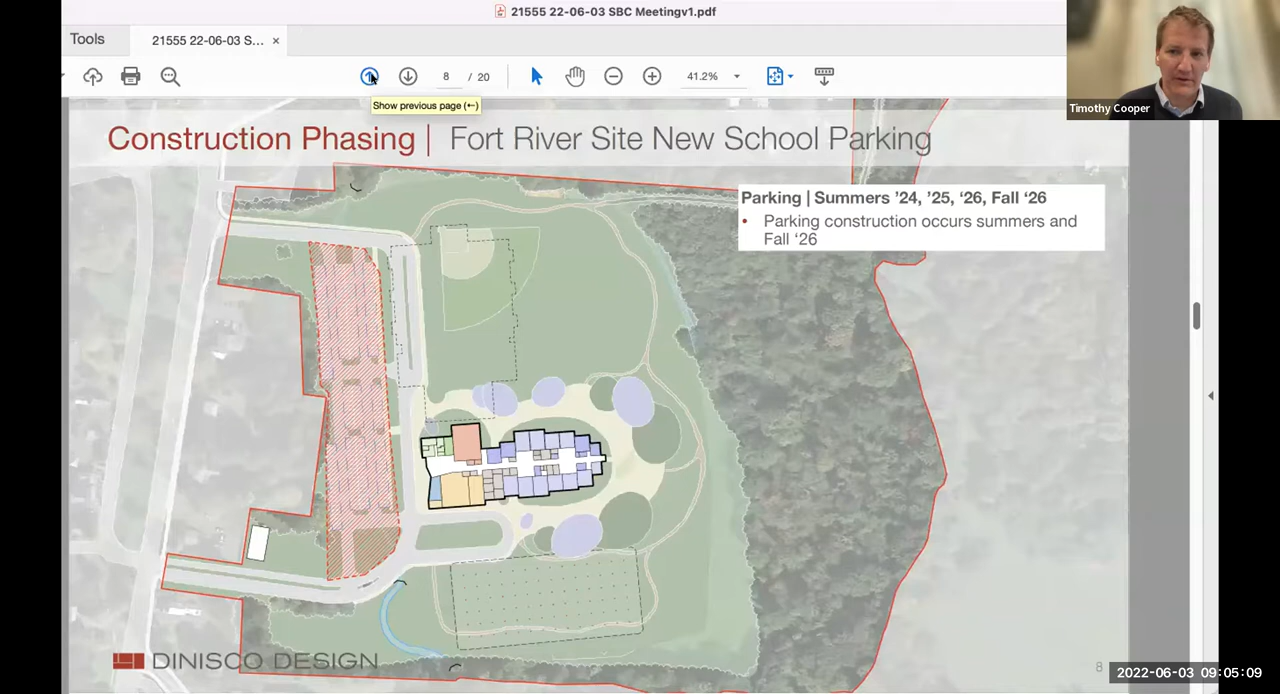 21555 22-06-03 SBC Meetingv1.pdf
Tools
21555 22-06-03 S... ×
8 / 20
41.2%
Show previous page (←)
Timothy Cooper
Construction Phasing | Fort River Site New School Parking
Parking | Summers '24, '25, '26, Fall '26
• Parking construction occurs summers and
Fall '26
DINISCO DESIGN
8
2022-06-03 09:05:09